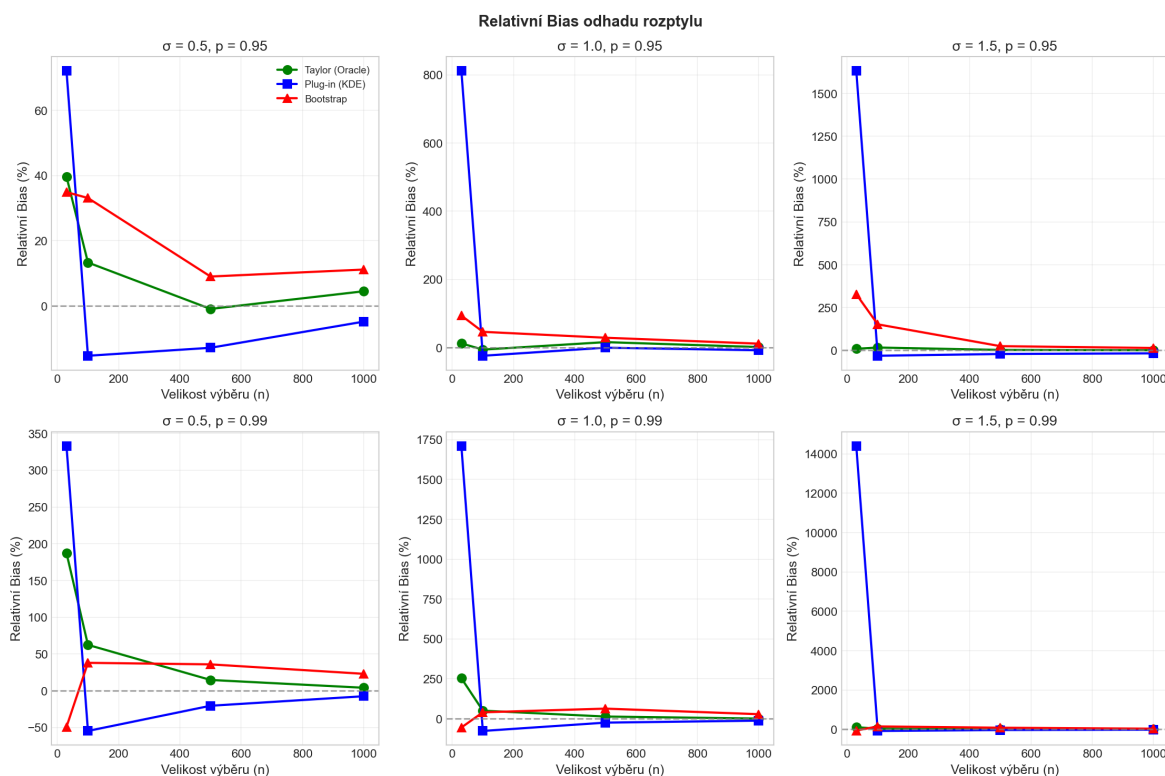 Relativní Bias odhadu rozptylu
σ = 0.5, p = 0.95
60
40
20
0
Relativní Bias (%)
Taylor (Oracle)
Plug-in (KDE)
Bootstrap
0 200 400 600 800 1000
Velikost výběru (n)
σ = 1.0, p = 0.95
800
600
400
200
0
Relativní Bias (%)
0 200 400 600 800 1000
Velikost výběru (n)
σ = 1.5, p = 0.95
1500
1250
1000
750
500
250
0
Relativní Bias (%)
0 200 400 600 800 1000
Velikost výběru (n)
σ = 0.5, p = 0.99
350
300
250
200
150
100
50
0
−50
Relativní Bias (%)
0 200 400 600 800 1000
Velikost výběru (n)
σ = 1.0, p = 0.99
1750
1500
1250
1000
750
500
250
0
Relativní Bias (%)
0 200 400 600 800 1000
Velikost výběru (n)
σ = 1.5, p = 0.99
14000
12000
10000
8000
6000
4000
2000
0
Relativní Bias (%)
0 200 400 600 800 1000
Velikost výběru (n)